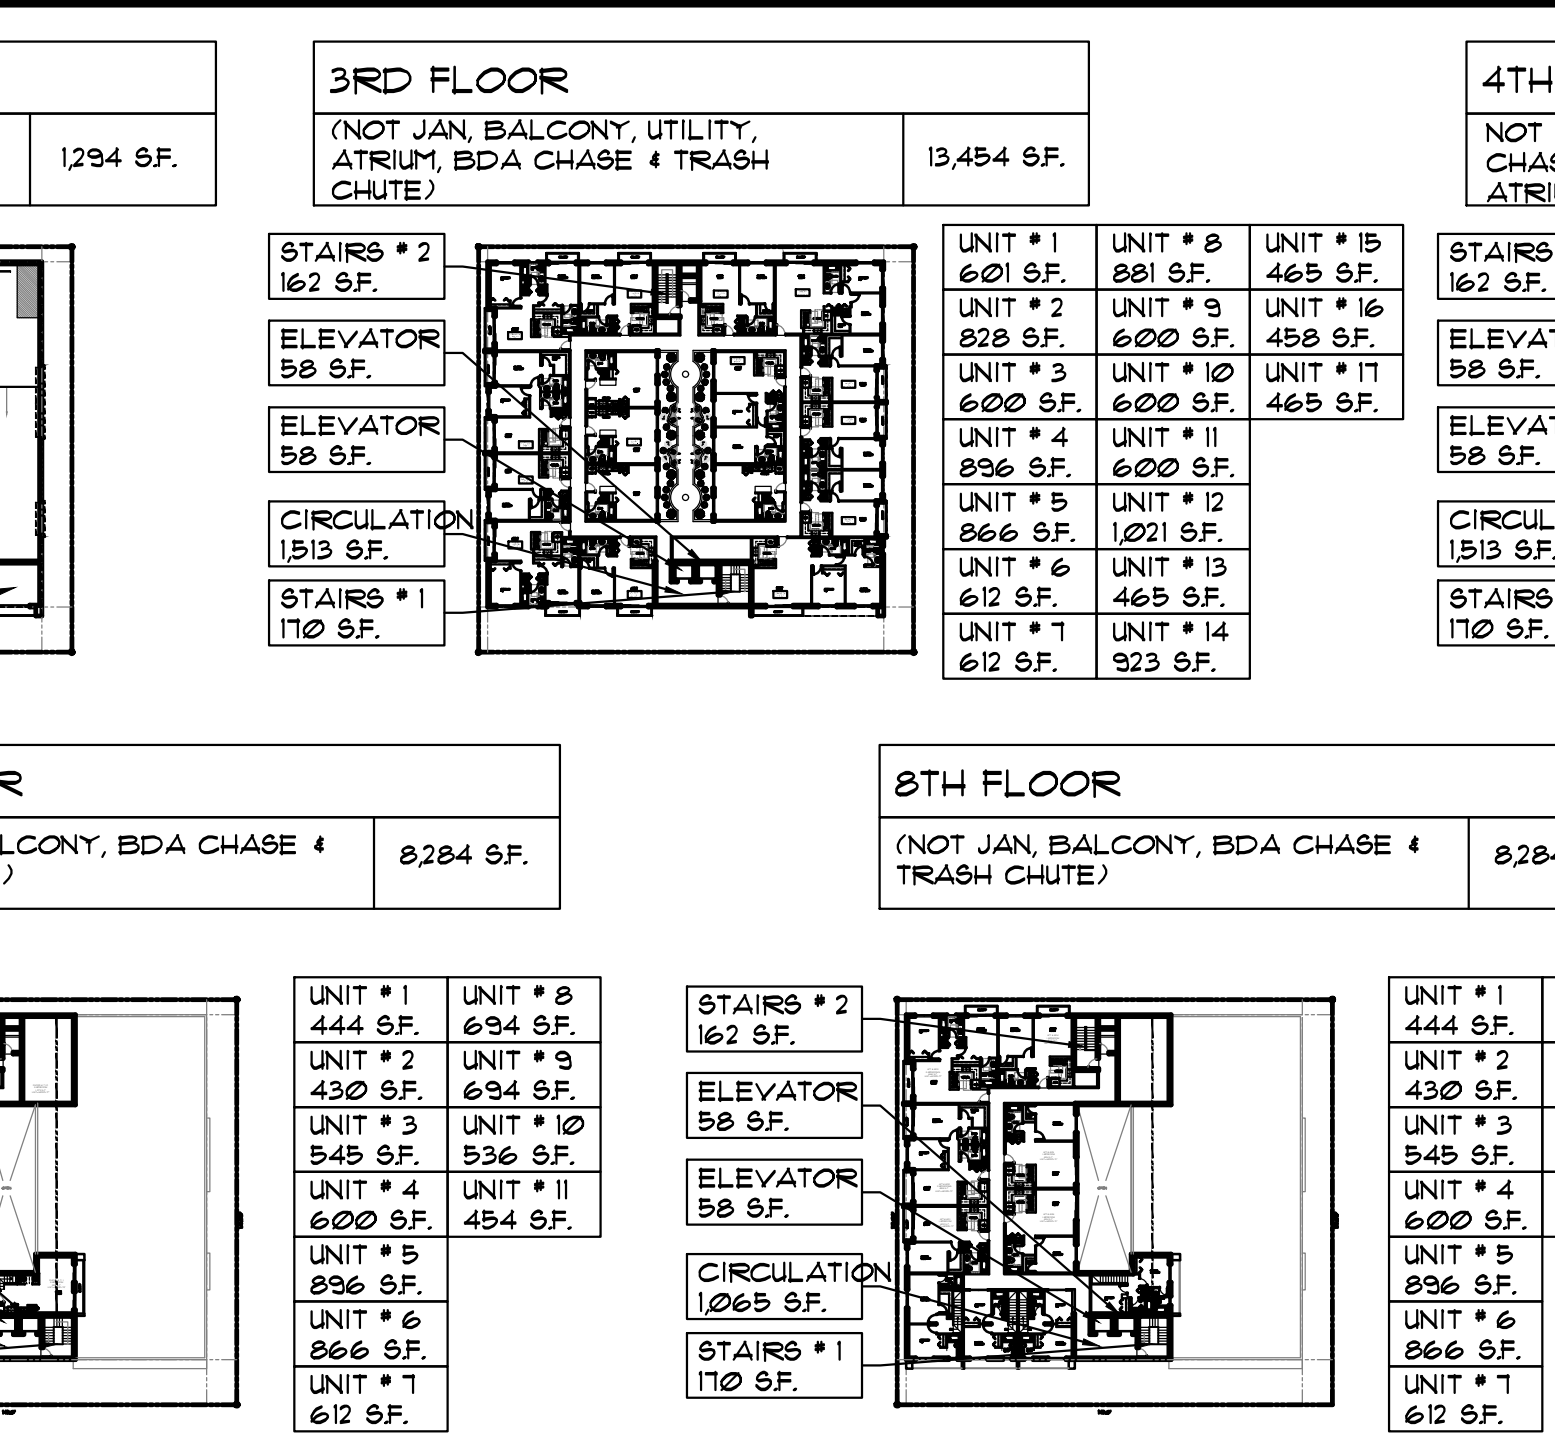 1,294 S.F.
3RD FLOOR
(NOT JAN, BALCONY, UTILITY,
ATRIUM, BDA CHASE & TRASH
CHUTE)
13,454 S.F.
4TH
NOT
CHAS
ATRIU
STAIRS # 2
162 S.F.
ELEVATOR
58 S.F.
ELEVATOR
58 S.F.
CIRCULATION
1,513 S.F.
STAIRS # 1
170 S.F.
UNIT # 1
601 S.F.
UNIT # 2
828 S.F.
UNIT # 3
600 S.F.
UNIT # 4
896 S.F.
UNIT # 5
866 S.F.
UNIT # 6
612 S.F.
UNIT # 7
612 S.F.
UNIT # 8
881 S.F.
UNIT # 9
600 S.F.
UNIT # 10
600 S.F.
UNIT # 11
600 S.F.
UNIT # 12
1,021 S.F.
UNIT # 13
465 S.F.
UNIT # 14
923 S.F.
UNIT # 15
465 S.F.
UNIT # 16
458 S.F.
UNIT # 17
465 S.F.
STAIRS
162 S.F.
ELEVAT
58 S.F.
ELEVAT
58 S.F.
CIRCUL
1,513 S.F.
STAIRS
170 S.F.
R
LCONY, BDA CHASE &
)
8,284 S.F.
UNIT # 1
444 S.F.
UNIT # 2
430 S.F.
UNIT # 3
545 S.F.
UNIT # 4
600 S.F.
UNIT # 5
896 S.F.
UNIT # 6
866 S.F.
UNIT # 7
612 S.F.
UNIT # 8
694 S.F.
UNIT # 9
694 S.F.
UNIT # 10
536 S.F.
UNIT # 11
454 S.F.
8TH FLOOR
(NOT JAN, BALCONY, BDA CHASE &
TRASH CHUTE)
8,284
STAIRS # 2
162 S.F.
ELEVATOR
58 S.F.
ELEVATOR
58 S.F.
CIRCULATION
1,065 S.F.
STAIRS # 1
170 S.F.
UNIT # 1
444 S.F.
UNIT # 2
430 S.F.
UNIT # 3
545 S.F.
UNIT # 4
600 S.F.
UNIT # 5
896 S.F.
UNIT # 6
866 S.F.
UNIT # 7
612 S.F.